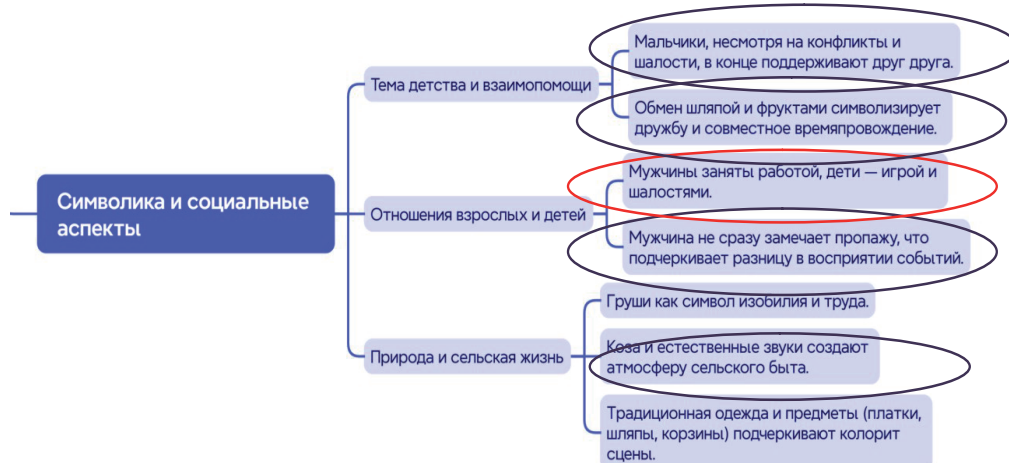 Мальчики, несмотря на конфликты и
шалости, в конце поддерживают друг друга.
Тема детства и взаимопомощи
Обмен шляпой и фруктами символизирует
дружбу и совместное времяпровождение.
Символика и социальные
аспекты
Мужчины заняты работой, дети — игрой и
шалостями.
Отношения взрослых и детей
Мужчина не сразу замечает пропажу, что
подчеркивает разницу в восприятии событий.
Груши как символ изобилия и труда.
Природа и сельская жизнь
Коза и естественные звуки создают
атмосферу сельского быта.
Традиционная одежда и предметы (платки,
шляпы, корзины) подчеркивают колорит
сцены.